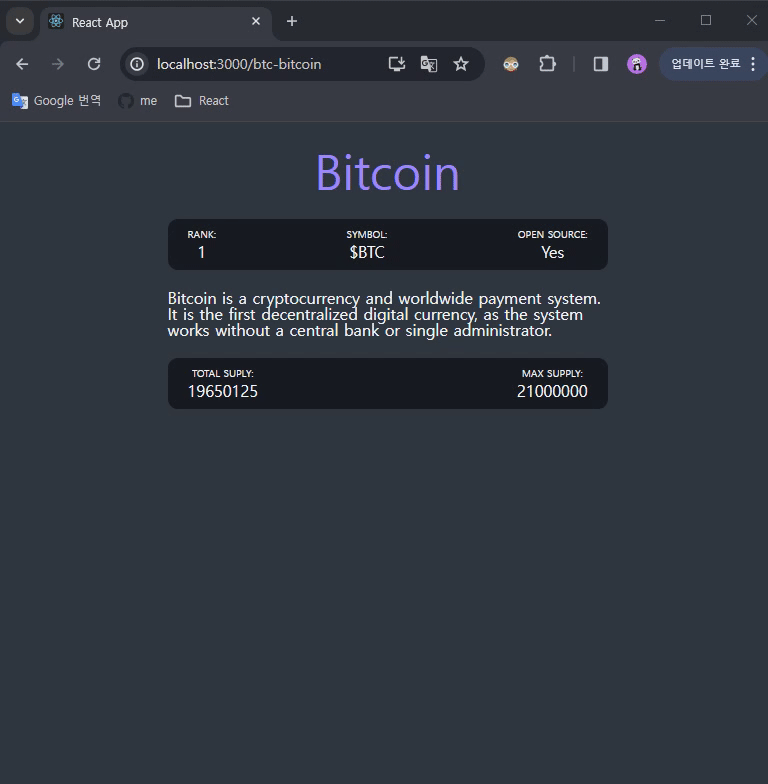 React App
localhost:3000/btc-bitcoin
업데이트 완료
Google 번역 me React
Bitcoin
RANK: SYMBOL: OPEN SOURCE:
1 $BTC Yes
Bitcoin is a cryptocurrency and worldwide payment system.
It is the first decentralized digital currency, as the system
works without a central bank or single administrator.
TOTAL SUPLY: MAX SUPPLY:
19650125 21000000